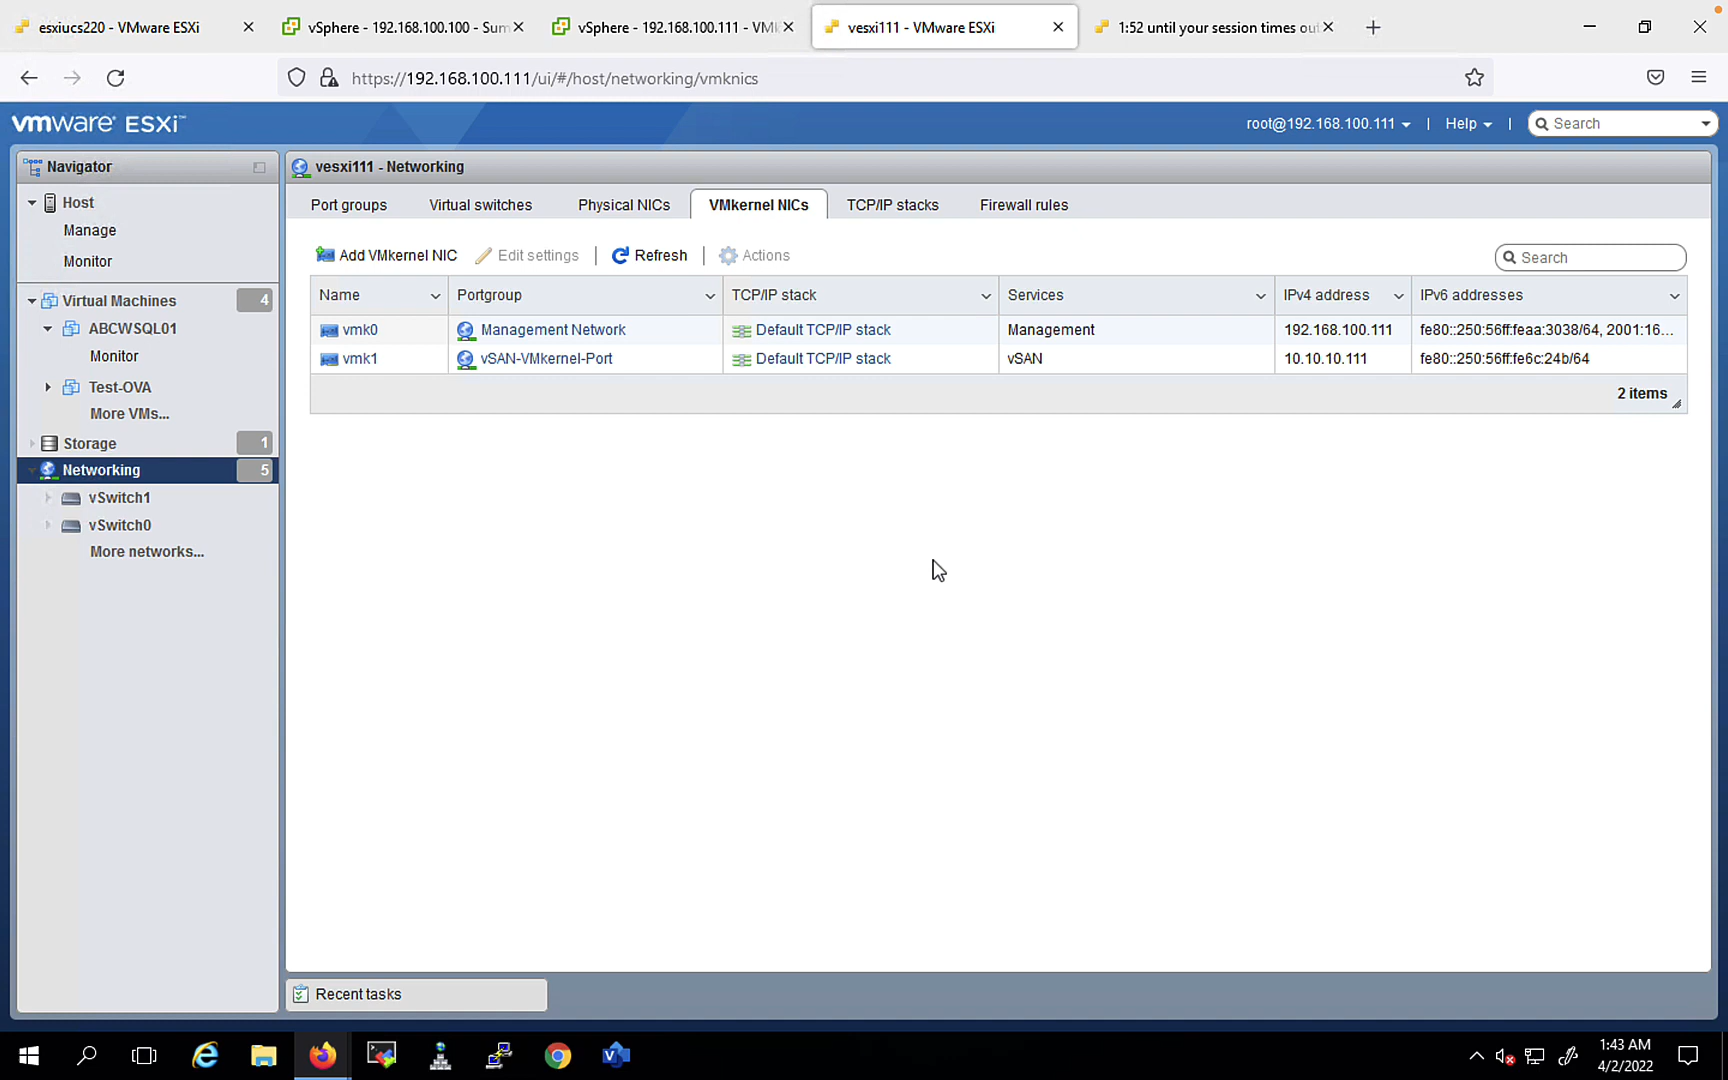 esxiucs220 - VMware ESXi
vSphere - 192.168.100.100 - Sum
vSphere - 192.168.100.111 - VMK
vesxi111 - VMware ESXi
1:52 until your session times ou
https://192.168.100.111/ui/#/host/networking/vmknics
vmware ESXi
root@192.168.100.111 | Help | Search
Navigator
Host
Manage
Monitor
Virtual Machines 4
ABCWSQL01
Monitor
Test-OVA
More VMs...
Storage 1
Networking 5
vSwitch1
vSwitch0
More networks...
vesxi111 - Networking
Port groups Virtual switches Physical NICs VMkernel NICs TCP/IP stacks Firewall rules
Add VMkernel NIC Edit settings | Refresh | Actions Search
Name Portgroup TCP/IP stack Services IPv4 address IPv6 addresses
vmk0 Management Network Default TCP/IP stack Management 192.168.100.111 fe80::250:56ff:feaa:3038/64, 2001:16...
vmk1 vSAN-VMkernel-Port Default TCP/IP stack vSAN 10.10.10.111 fe80::250:56ff:fe6c:24b/64
2 items
Recent tasks
1:43 AM
4/2/2022